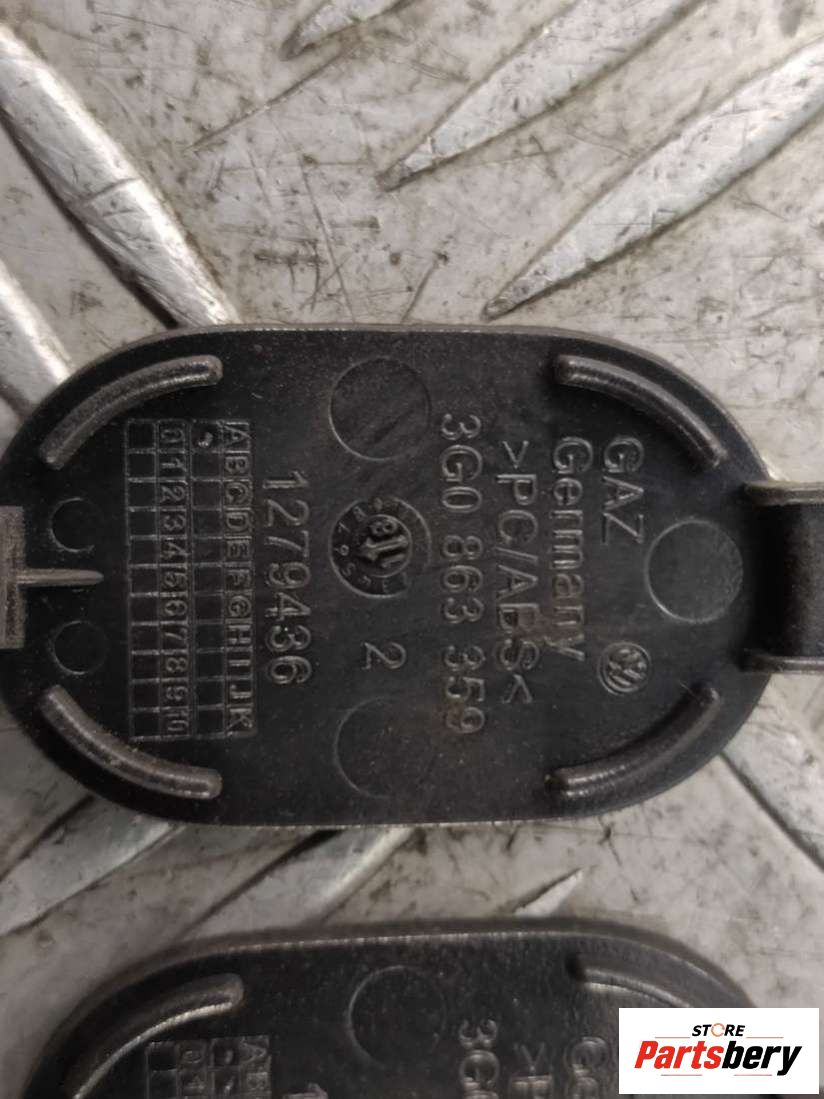 GAZ
Germany
>PC/ABS<
3G0 863 359
2
1279436
ABCDEFGHIJK
0 1 2 3 4 5 6 7 8 9 10
STORE
Partsbery